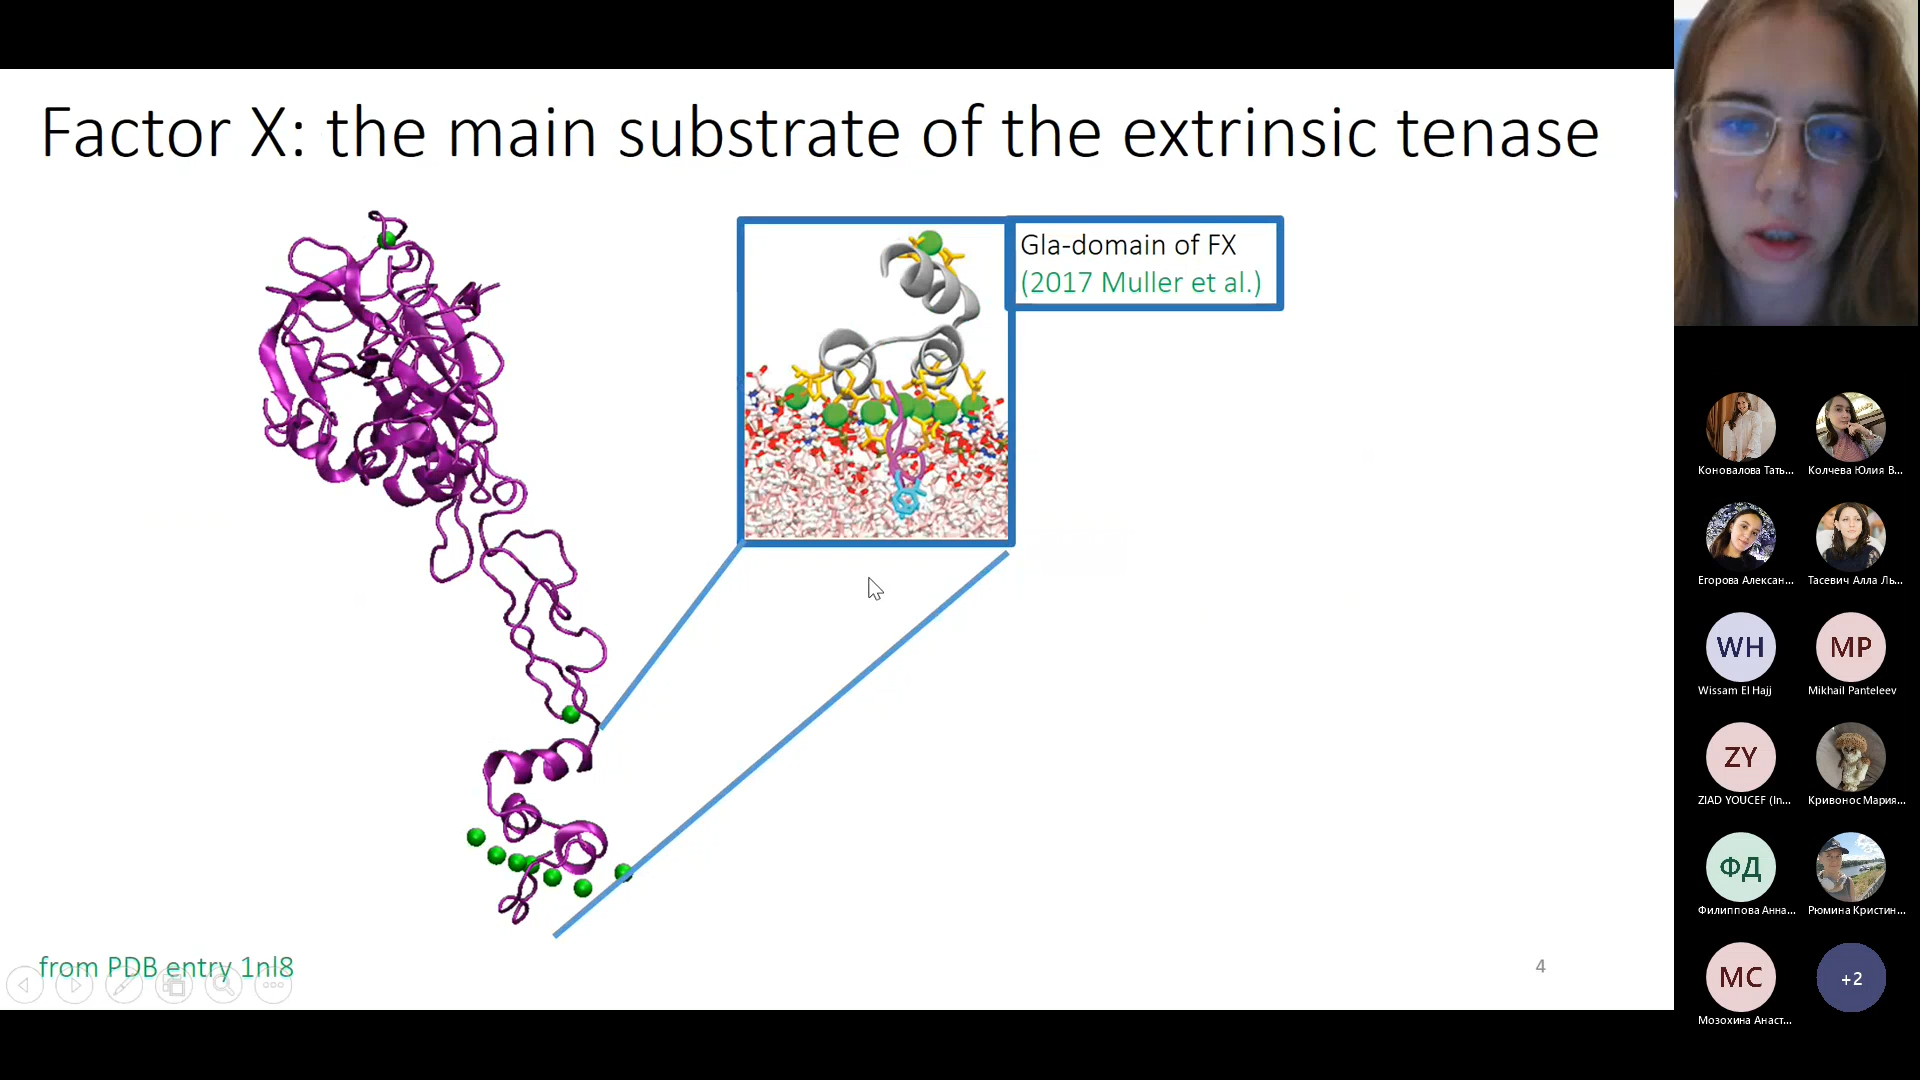 Factor X: the main substrate of the extrinsic tenase
Gla-domain of FX
(2017 Muller et al.)
from PDB entry 1nl8
4
Коновалова Тать...
Колчева Юлия В...
Егорова Алексан...
Тасевич Алла Ль...
WH
Wissam El Hajj
MP
Mikhail Panteleev
ZY
ZIAD YOUCEF (In...
Кривонос Мария...
ФД
Филиппова Анна...
Рюмина Кристин...
МС
Мозохина Анаст...
+2